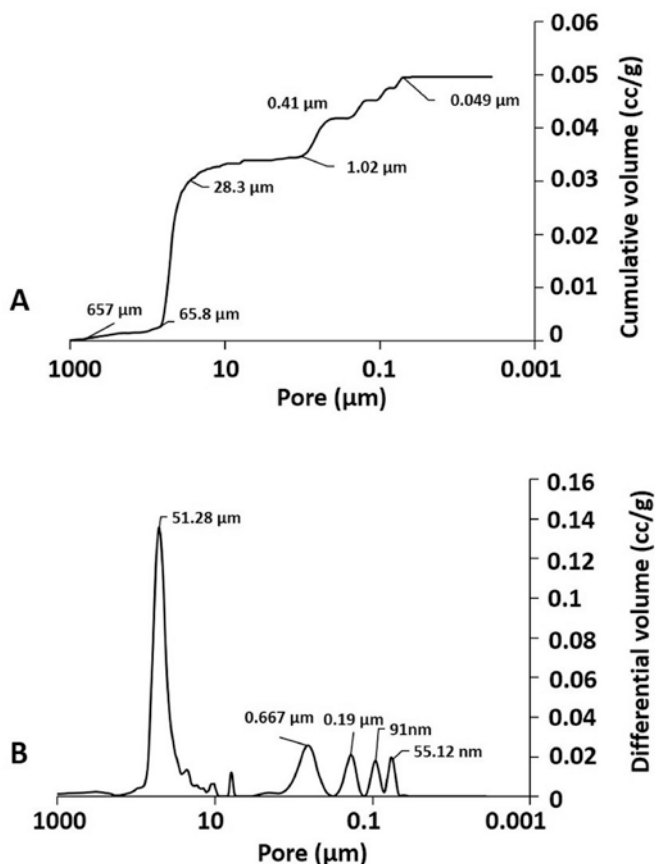 0.06
0.05
0.04
0.03
0.02
0.01
0
Cumulative volume (cc/g)
0.41 µm
0.049 µm
1.02 µm
28.3 µm
657 µm
65.8 µm
A
1000
10
0.1
0.001
Pore (µm)
0.16
0.14
0.12
0.1
0.08
0.06
0.04
0.02
0
Differential volume (cc/g)
51.28 µm
0.667 µm
0.19 µm
91nm
55.12 nm
B
1000
10
0.1
0.001
Pore (µm)